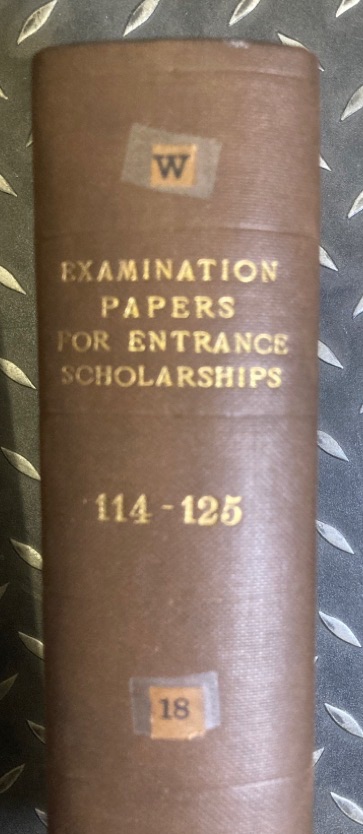 W
EXAMINATION
PAPERS
FOR ENTRANCE
SCHOLARSHIPS
114-125
18